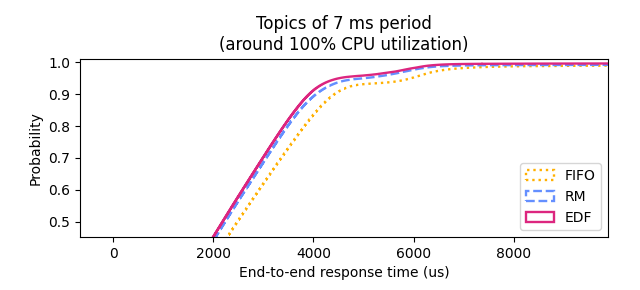 Topics of 7 ms period
(around 100% CPU utilization)
1.0
0.9
0.8
0.7
0.6
0.5
Probability
0
2000
4000
6000
8000
End-to-end response time (us)
FIFO
RM
EDF